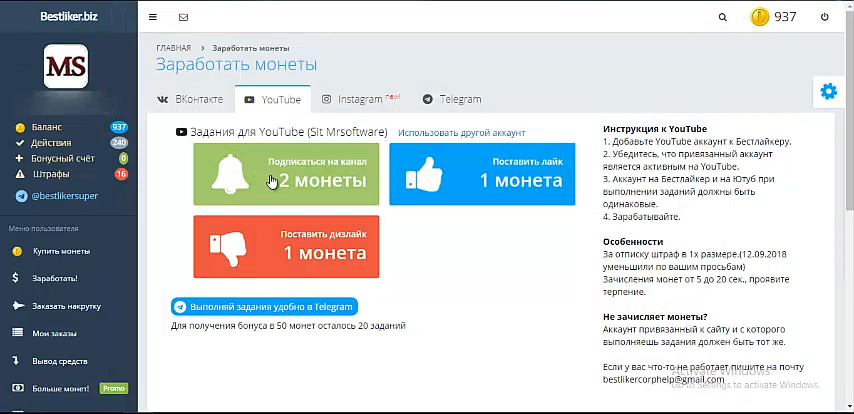 Bestliker.biz
937
MS
Баланс 937
Действия 240
Бонусный счёт 0
Штрафы 16
@bestlikersuper
Меню пользователя
Купить монеты
Заработать!
Заказать накрутку
Мои заказы
Вывод средств
Больше монет! Promo
ГЛАВНАЯ > Заработать монеты
Заработать монеты
ВКонтакте YouTube Instagram new! Telegram
Задания для YouTube (Sit Mrsoftware) Использовать другой аккаунт
Подписаться на канал
2 монеты
Поставить лайк
1 монета
Поставить дизлайк
1 монета
Выполняй задания удобно в Telegram
Для получения бонуса в 50 монет осталось 20 заданий
Инструкция к YouTube
1. Добавьте YouTube аккаунт к Бестлайкеру.
2. Убедитесь, что привязанный аккаунт
является активным на YouTube.
3. Аккаунт на Бестлайкер и на Ютуб при
выполнении заданий должны быть
одинаковые.
4. Зарабатывайте.
Особенности
За отписку штраф в 1х размере.(12.09.2018
уменьшили по вашим просьбам)
Зачисления монет от 5 до 20 сек., проявите
терпение.
Не зачисляет монеты?
Аккаунт привязанный к сайту и с которого
выполняешь задания должен быть тот же.
Если у вас что-то не работает пишите на почту
bestlikercorphelp@gmail.com
Activate Windows
Go to Settings to activate Windows.